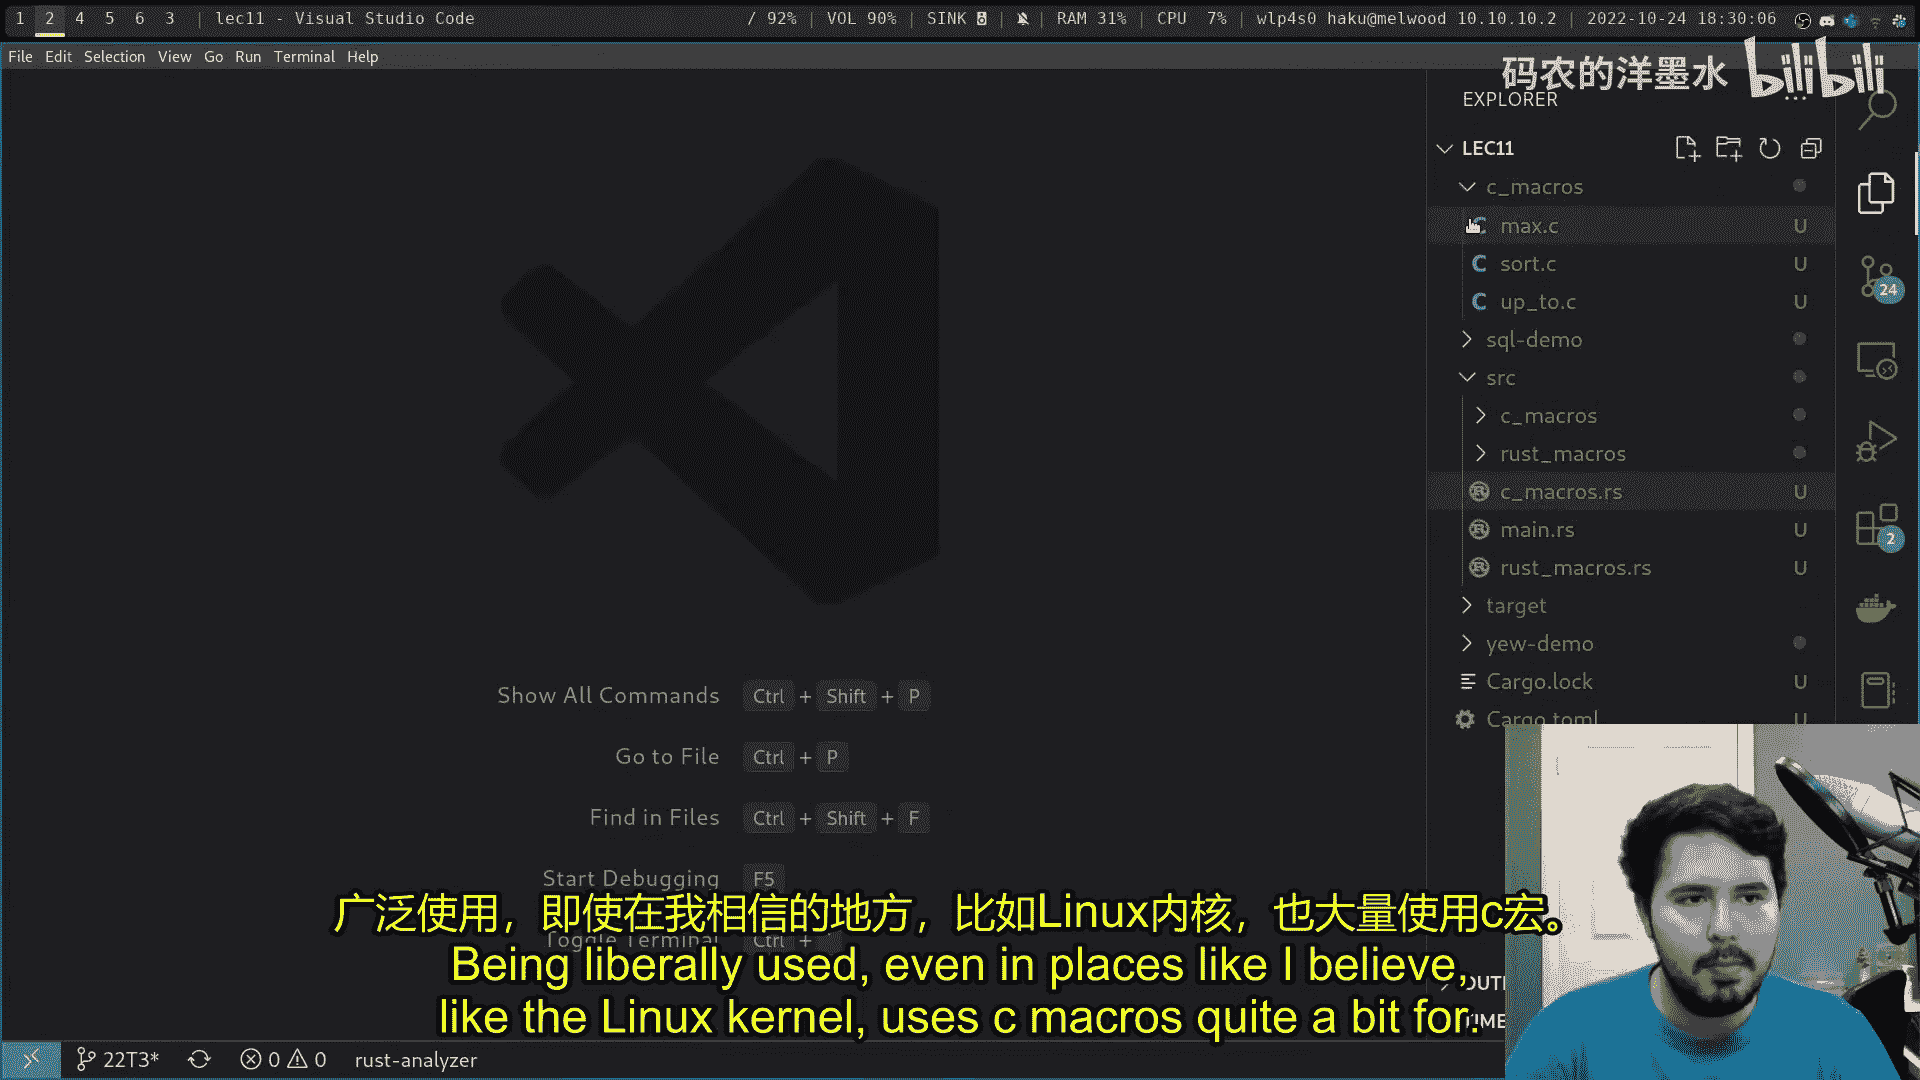 1 2 4 5 6 3 | lec11 - Visual Studio Code
/ 92% | VOL 90% | SINK | RAM 31% | CPU 7% | wlp4s0 haku@melwood 10.10.10.2 | 2022-10-24 18:30:06
File Edit Selection View Go Run Terminal Help
码农的洋墨水 bilibili
EXPLORER
LEC11
c_macros
max.c U
sort.c U
up_to.c U
24
sql-demo
src
c_macros
rust_macros
c_macros.rs U
main.rs U
2
rust_macros.rs U
target
yew-demo
Cargo.lock U
Cargo.toml U
Show All Commands Ctrl + Shift + P
Go to File Ctrl + P
Find in Files Ctrl + Shift + F
Start Debugging F5
Toggle Terminal Ctrl +
广泛使用，即使在我相信的地方，比如Linux内核，也大量使用c宏。
Being liberally used, even in places like I believe,
like the Linux kernel, uses c macros quite a bit for.
22T3* 0 0 rust-analyzer